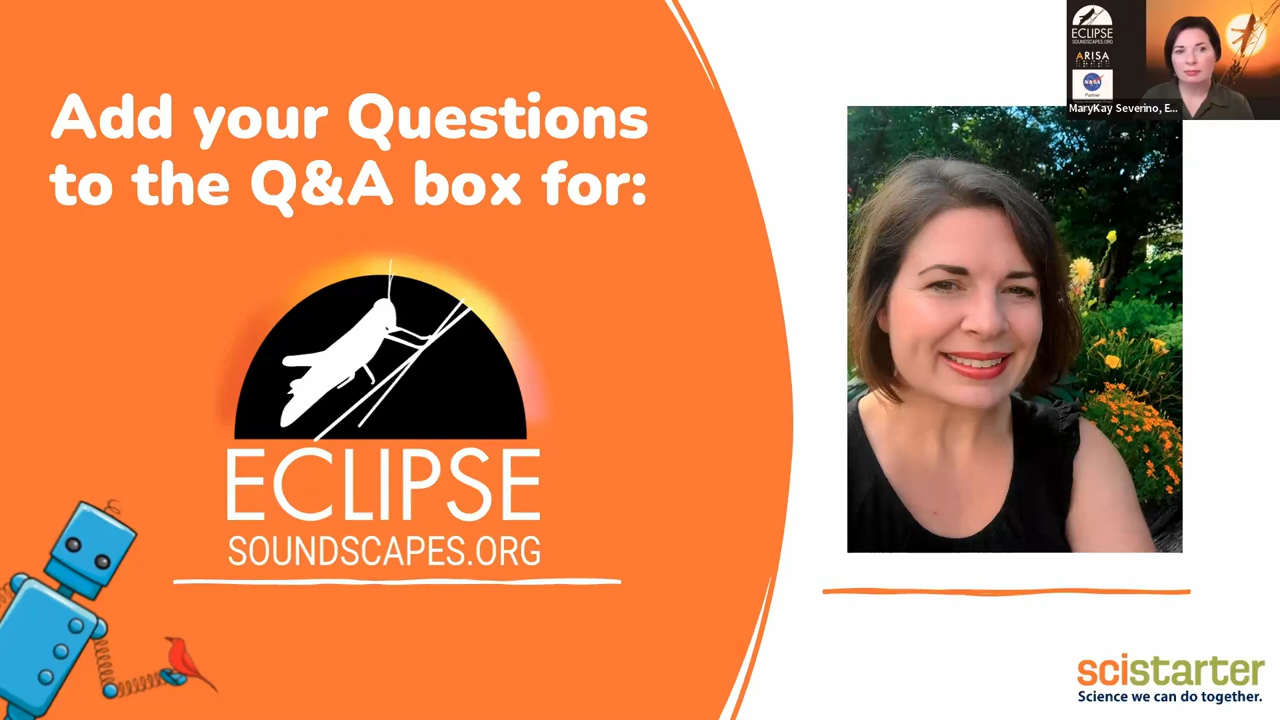 Add your Questions
to the Q&A box for:
ECLIPSE
SOUNDSCAPES.ORG
ECLIPSE
SOUNDSCAPES.ORG
ARISA
NASA
Partner
MaryKay Severino, E...
scistarter
Science we can do together.